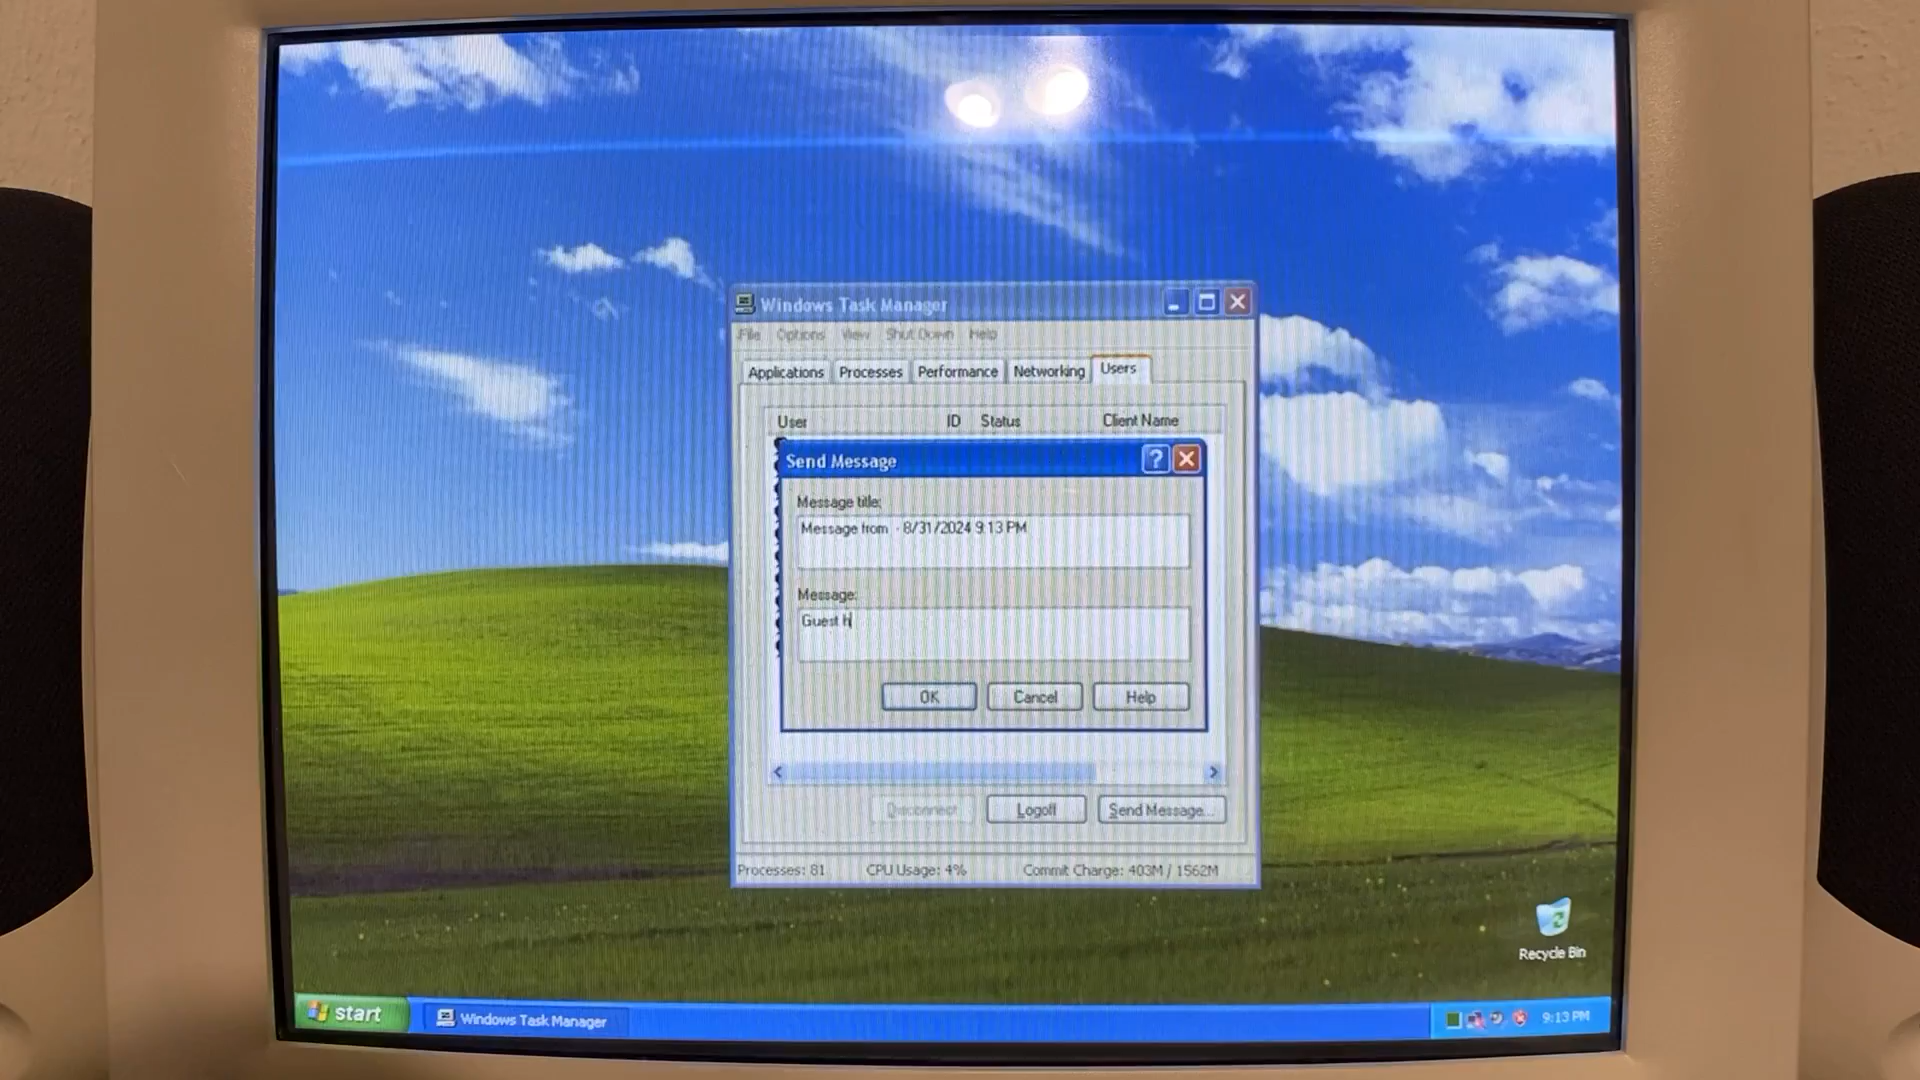 Windows Task Manager
File Options View Shut Down Help
Applications Processes Performance Networking Users
User ID Status Client Name
Send Message
Message title:
Message from - 8/31/2024 9:13 PM
Message:
Guest h
OK Cancel Help
Disconnect Logoff Send Message...
Processes: 81 CPU Usage: 4% Commit Charge: 403M / 1562M
Recycle Bin
start Windows Task Manager 9:13 PM